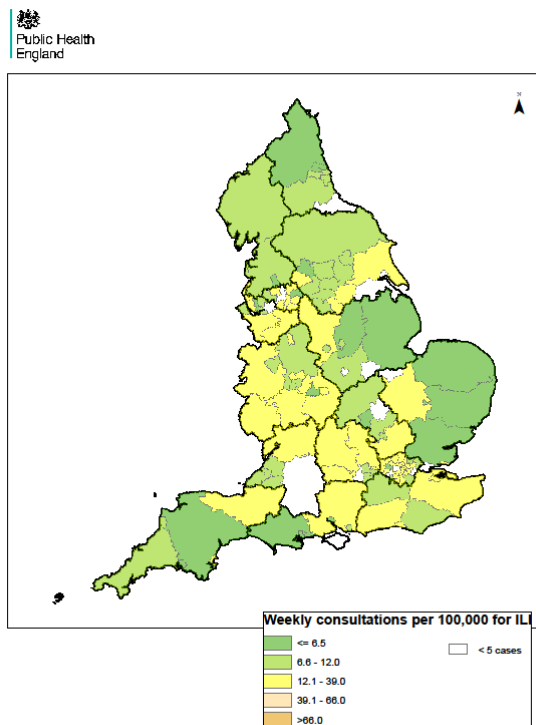 Public Health
England
Weekly consultations per 100,000 for ILI
<= 6.5
< 5 cases
6.6 - 12.0
12.1 - 39.0
39.1 - 66.0
>66.0